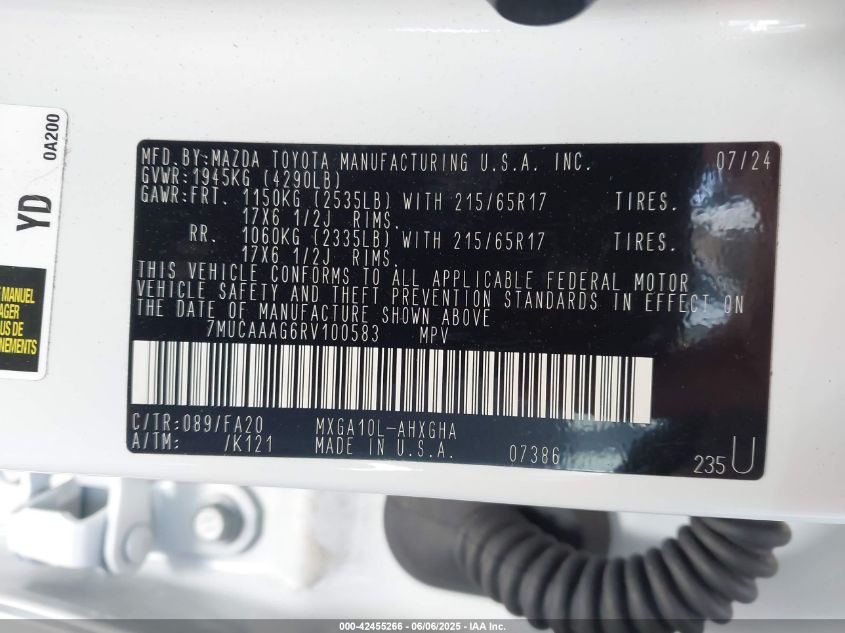 0A200
YD
MANUEL
AGER
US DE
NEMENTS
MFD.BY:MAZDA TOYOTA MANUFACTURING U.S.A. INC. 07/24
GVWR:1945KG (4290LB)
GAWR:FRT. 1150KG (2535LB) WITH 215/65R17 TIRES.
17X6 1/2J RIMS.
RR. 1060KG (2335LB) WITH 215/65R17 TIRES.
17X6 1/2J RIMS.
THIS VEHICLE CONFORMS TO ALL APPLICABLE FEDERAL MOTOR
VEHICLE SAFETY AND THEFT PREVENTION STANDARDS IN EFFECT ON
THE DATE OF MANUFACTURE SHOWN ABOVE
7MUCAAAG6RV100583 MPV
C/TR:089/FA20 MXGA10L-AHXGHA
A/TM: /K121 MADE IN U.S.A. 07386 235 U
000-42455266 - 06/06/2025 - IAA Inc.